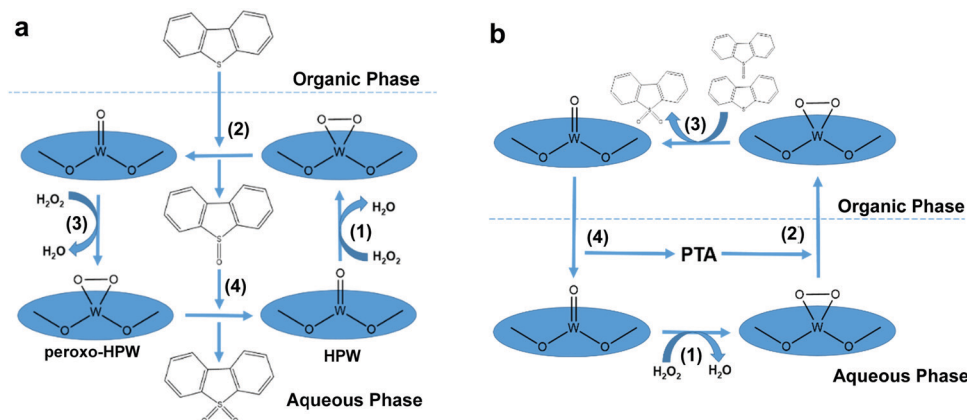 a
S
Organic Phase
O
W
O O
(2)
O O
W
O O
H₂O₂
(3)
H₂O
S
O
H₂O
(1)
H₂O₂
O O
W
O O
peroxo-HPW
(4)
O
W
O O
HPW
S
O O
Aqueous Phase
b
S
O
S
O O
S
O
W
O O
(3)
O O
W
O O
Organic Phase
(4)
PTA
(2)
O
W
O O
H₂O₂
(1)
H₂O
O O
W
O O
Aqueous Phase